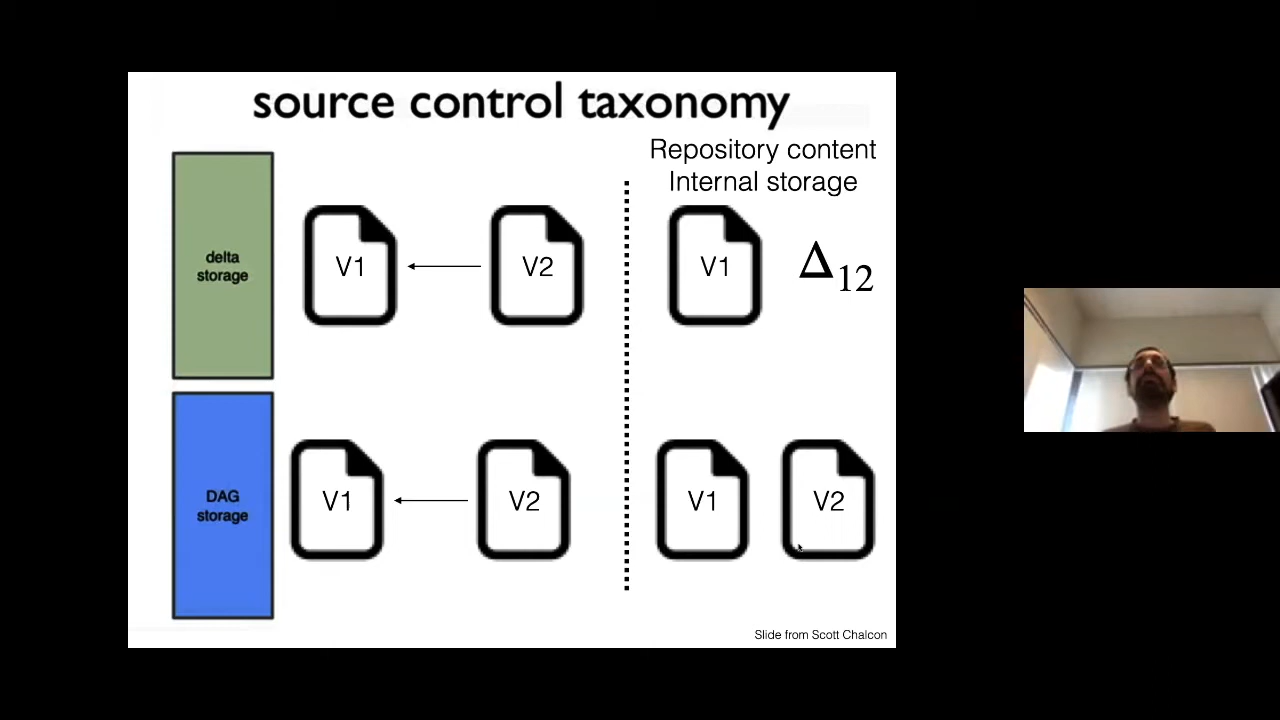 source control taxonomy
Repository content
Internal storage
delta
storage
V1
V2
V1
Δ12
DAG
storage
V1
V2
V1
V2
Slide from Scott Chalcon